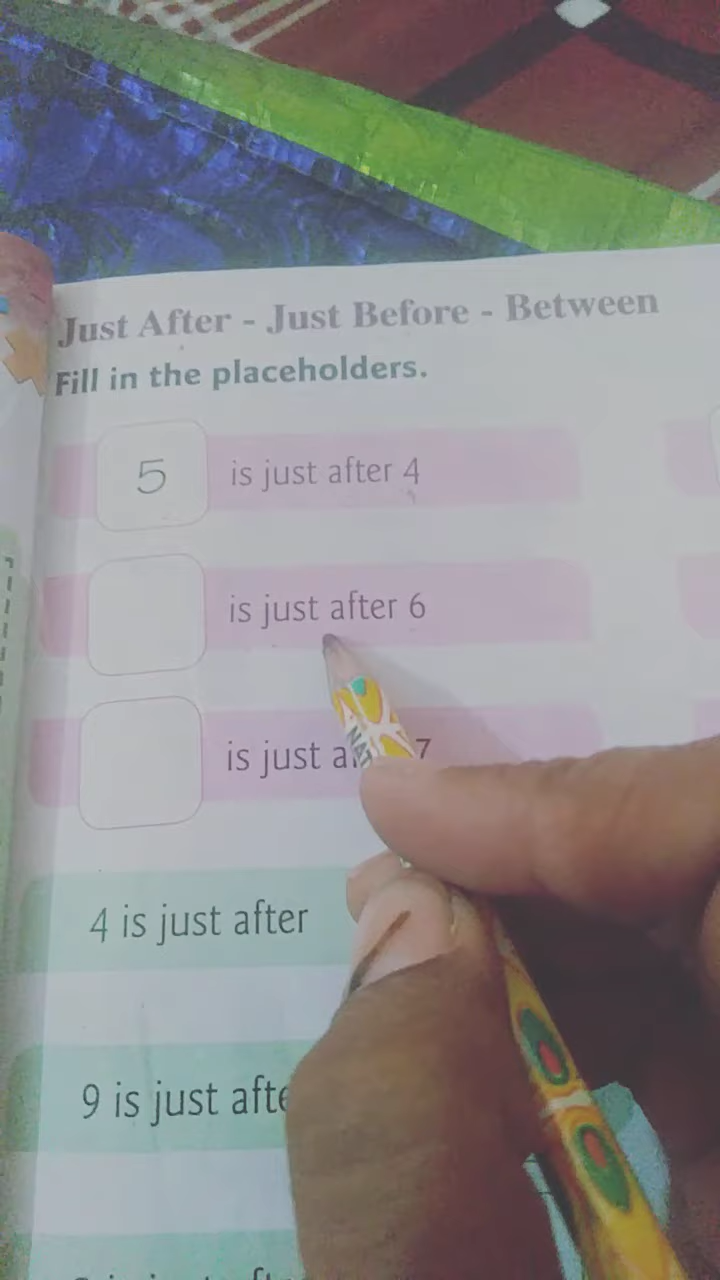 Just After - Just Before - Between
Fill in the placeholders.
5 is just after 4
is just after 6
is just 7
4 is just after
9 is just